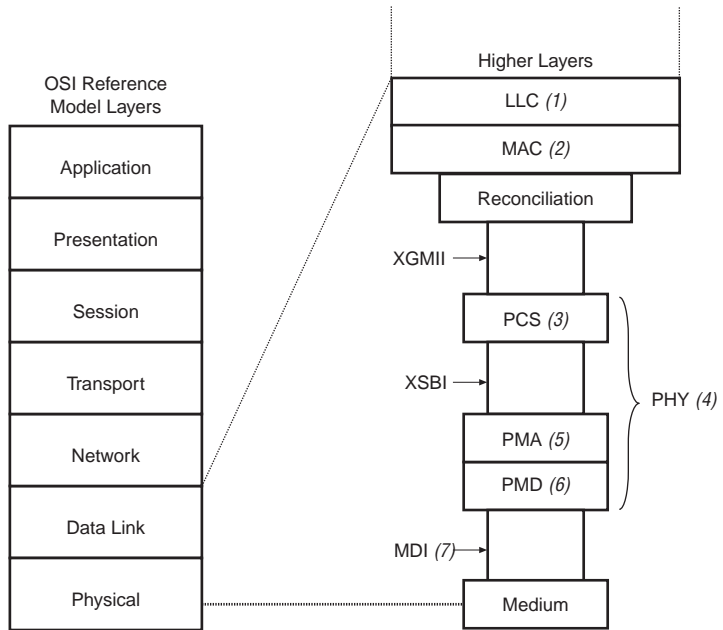 OSI Reference
Model Layers
Application
Presentation
Session
Transport
Network
Data Link
Physical
Higher Layers
LLC (1)
MAC (2)
Reconciliation
XGMII
PCS (3)
XSBI
PHY (4)
PMA (5)
PMD (6)
MDI (7)
Medium